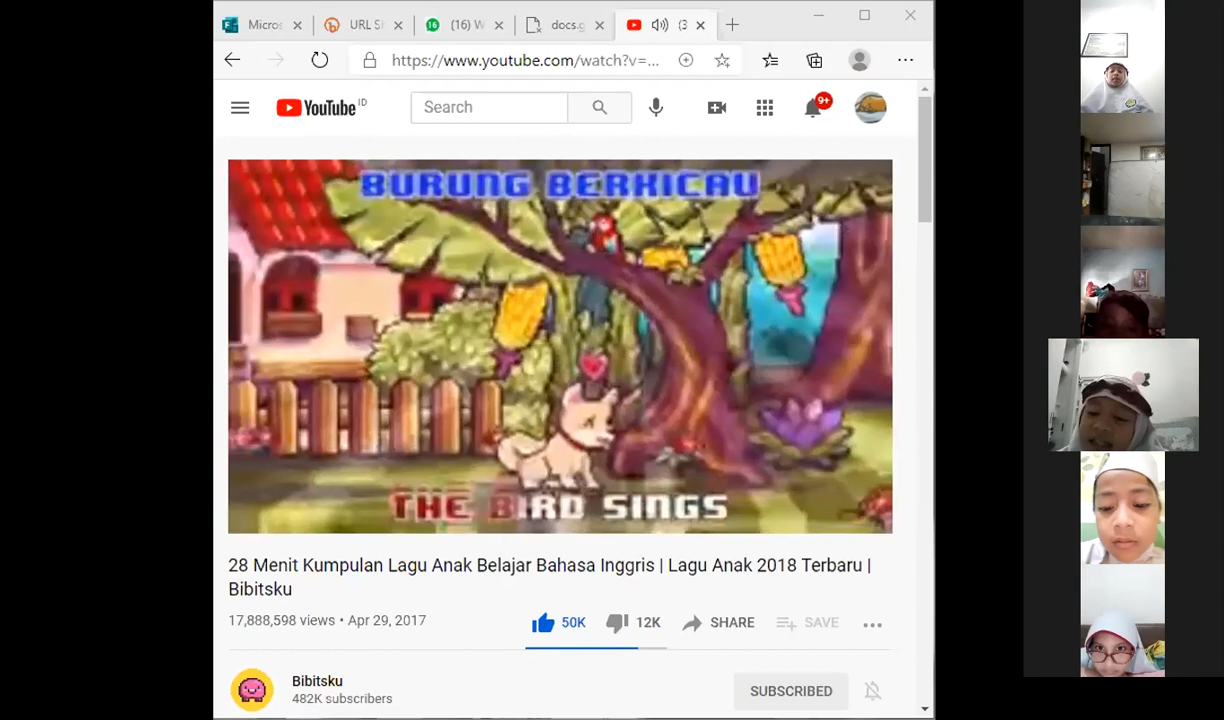 Micros
URL S
(16) W
docs.g
(3
https://www.youtube.com/watch?v=...
YouTube ID
Search
9+
BURUNG BERKICAU
THE BIRD SINGS
28 Menit Kumpulan Lagu Anak Belajar Bahasa Inggris | Lagu Anak 2018 Terbaru |
Bibitsku
17,888,598 views • Apr 29, 2017
50K
12K
SHARE
SAVE
Bibitsku
482K subscribers
SUBSCRIBED